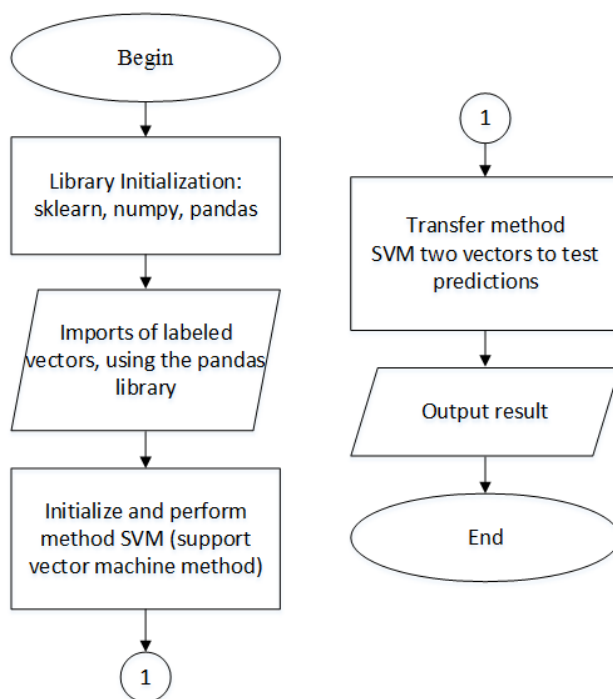 Begin
Library Initialization:
sklearn, numpy, pandas
Imports of labeled
vectors, using the pandas
library
Initialize and perform
method SVM (support
vector machine method)
1
1
Transfer method
SVM two vectors to test
predictions
Output result
End